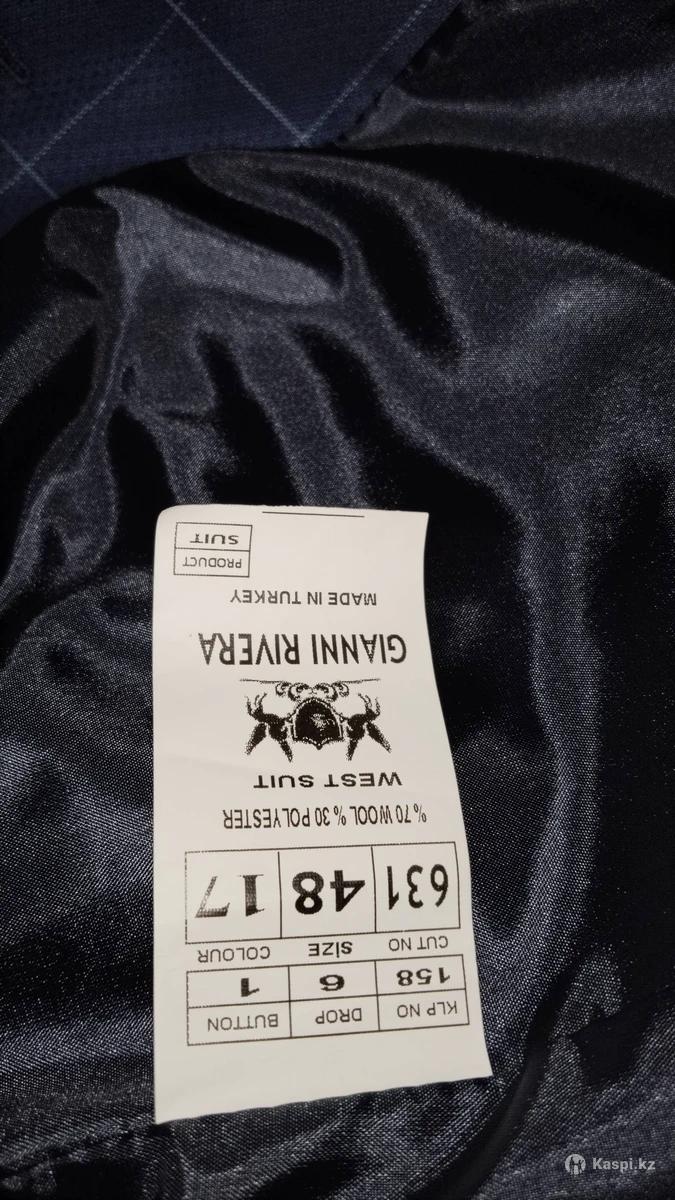 KLP NO DROP BUTTON
158 6 1
CUT NO SIZE COLOUR
631 48 17
% 70 WOOL % 30 POLYESTER
WEST SUIT
GIANNI RIVERA
MADE IN TURKEY
PRODUCT
SUIT
Kaspi.kz